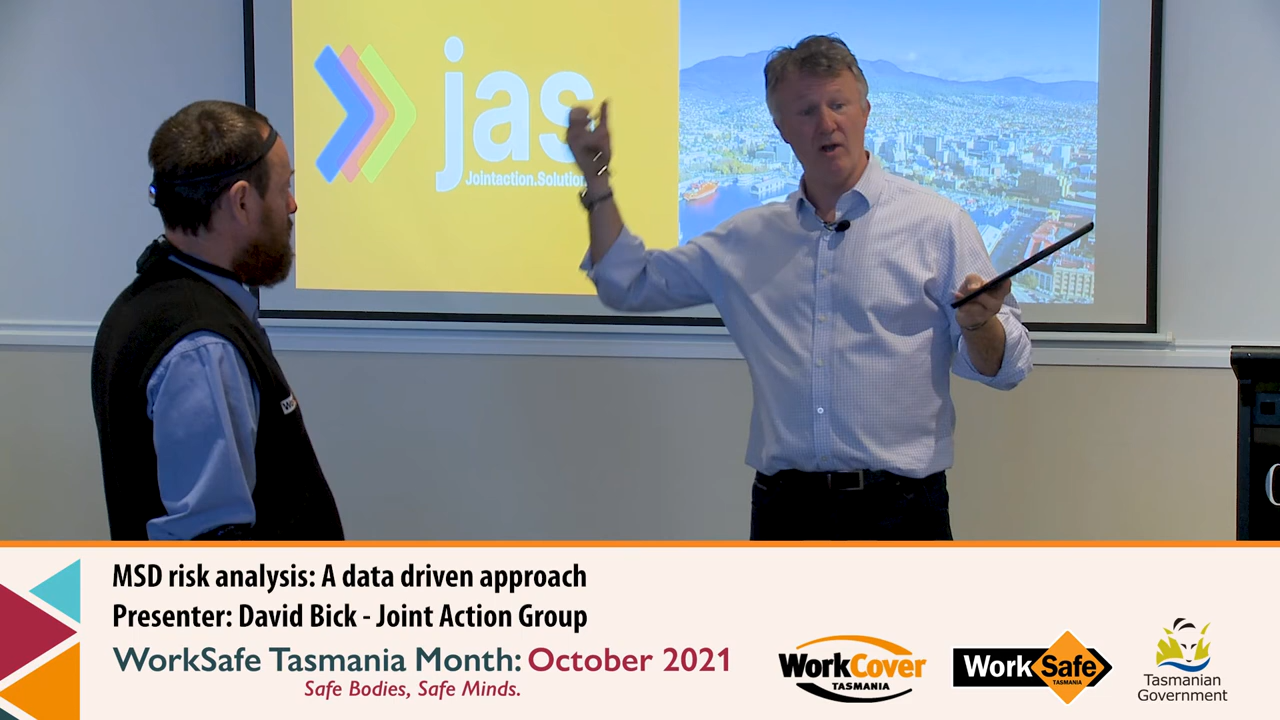 jas
Jointaction.Solution
MSD risk analysis: A data driven approach
Presenter: David Bick - Joint Action Group
WorkSafe Tasmania Month: October 2021
Safe Bodies, Safe Minds.
WorkCover
TASMANIA
WorkSafe
TASMANIA
Tasmanian
Government